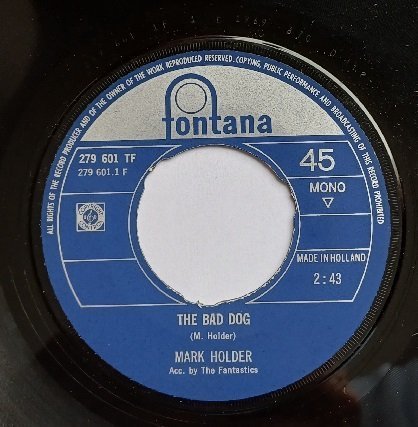 ALL RIGHTS OF THE RECORD PRODUCER AND OF THE OWNER OF THE WORK REPRODUCED RESERVED. COPYING, PUBLIC PERFORMANCE AND BROADCASTING OF THIS RECORD PROHIBITED
fontana
279 601 TF
279 601.1 F
45
MONO
MADE IN HOLLAND
2:43
THE BAD DOG
(M. Holder)
MARK HOLDER
Acc. by The Fantastics